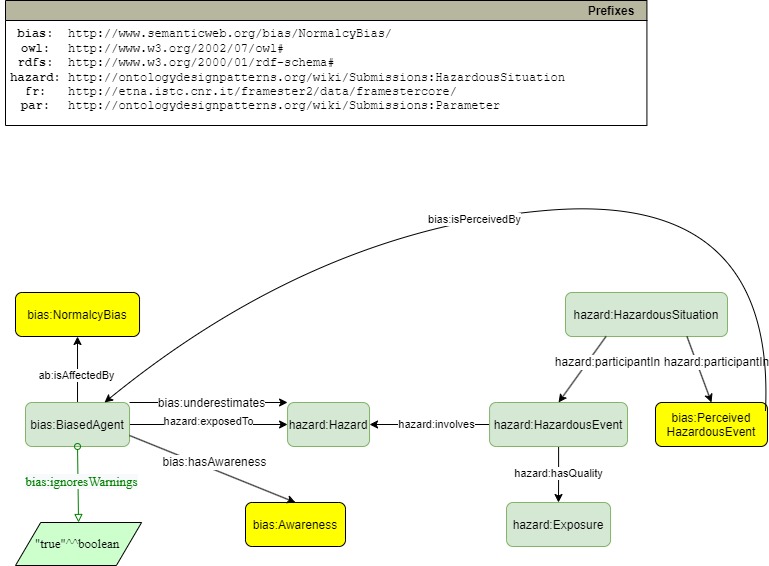 Prefixes
bias: http://www.semanticweb.org/bias/NormalcyBias/
owl: http://www.w3.org/2002/07/owl#
rdfs: http://www.w3.org/2000/01/rdf-schema#
hazard: http://ontologydesignpatterns.org/wiki/Submissions:HazardousSituation
fr: http://etna.istc.cnr.it/framester2/data/framestercore/
par: http://ontologydesignpatterns.org/wiki/Submissions:Parameter
bias:isPerceivedBy
bias:NormalcyBias
hazard:HazardousSituation
hazard:participantIn
hazard:participantIn
ab:isAffectedBy
bias:underestimates
bias:BiasedAgent
hazard:exposedTo
hazard:Hazard
hazard:involves
hazard:HazardousEvent
bias:Perceived
HazardousEvent
bias:hasAwareness
hazard:hasQuality
bias:ignoresWarnings
bias:Awareness
hazard:Exposure
"true"^^boolean